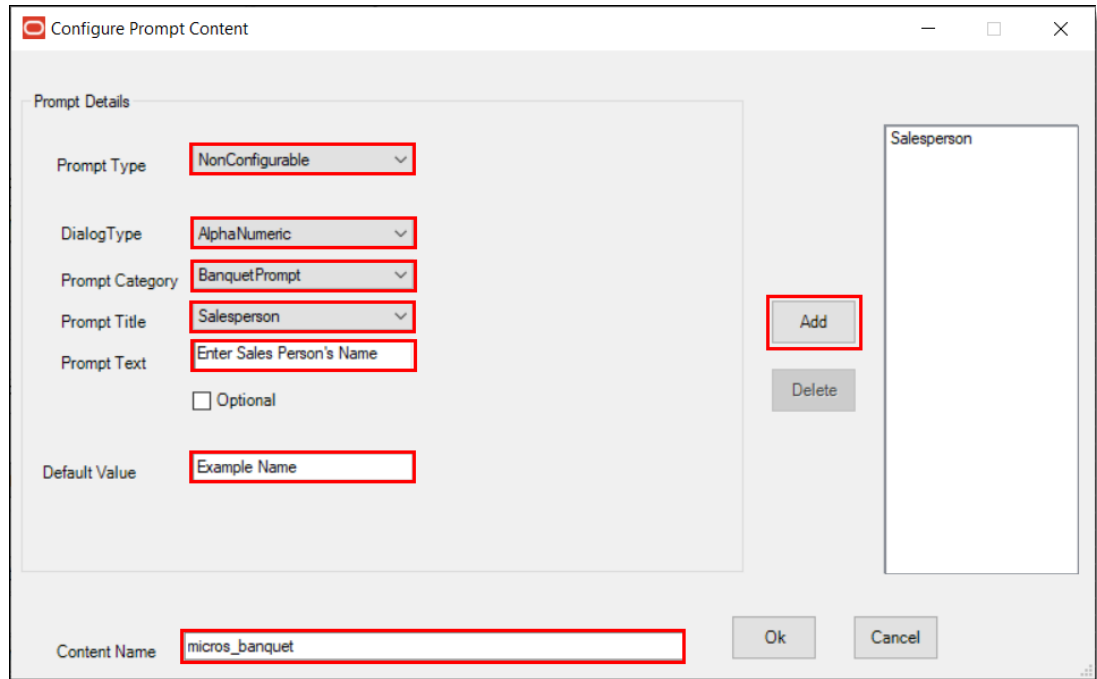 Configure Prompt Content
Prompt Details
Prompt Type NonConfigurable
DialogType AlphaNumeric
Prompt Category BanquetPrompt
Prompt Title Salesperson
Prompt Text Enter Sales Person's Name
Optional
Default Value Example Name
Add
Delete
Salesperson
Content Name micros_banquet
Ok Cancel